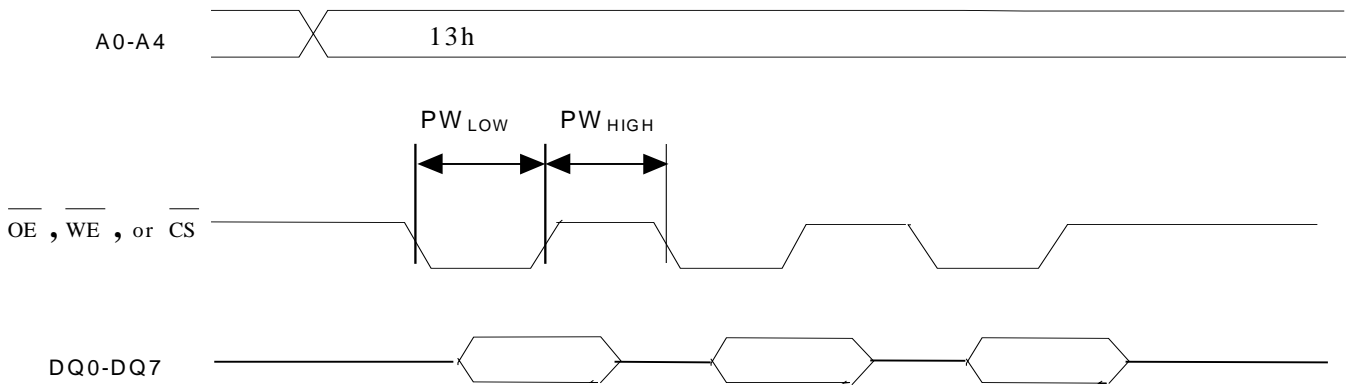 A0-A4
13h
PW LOW
PW HIGH
OE , WE , or CS
DQ0-DQ7